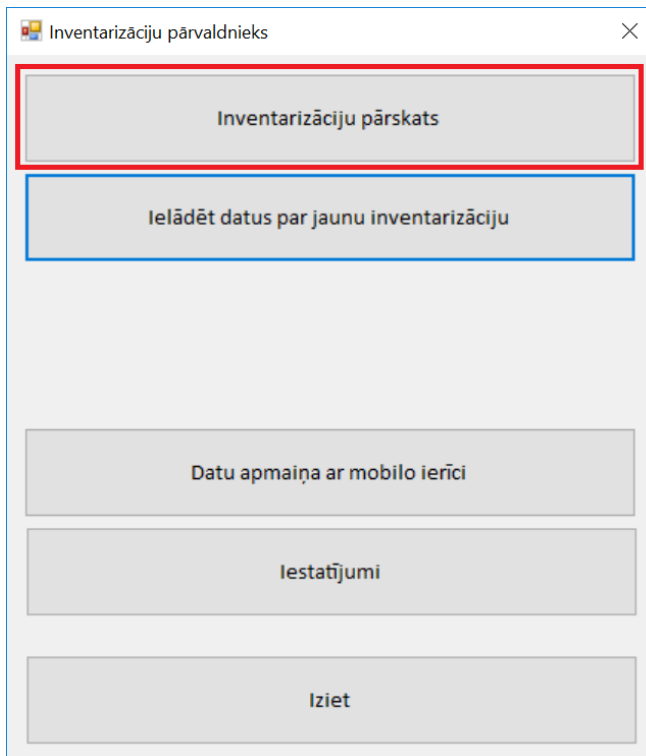 Inventarizāciju pārvaldnieks
Inventarizāciju pārskats
Ielādēt datus par jaunu inventarizāciju
Datu apmaiņa ar mobilo ierīci
Iestatījumi
Iziet